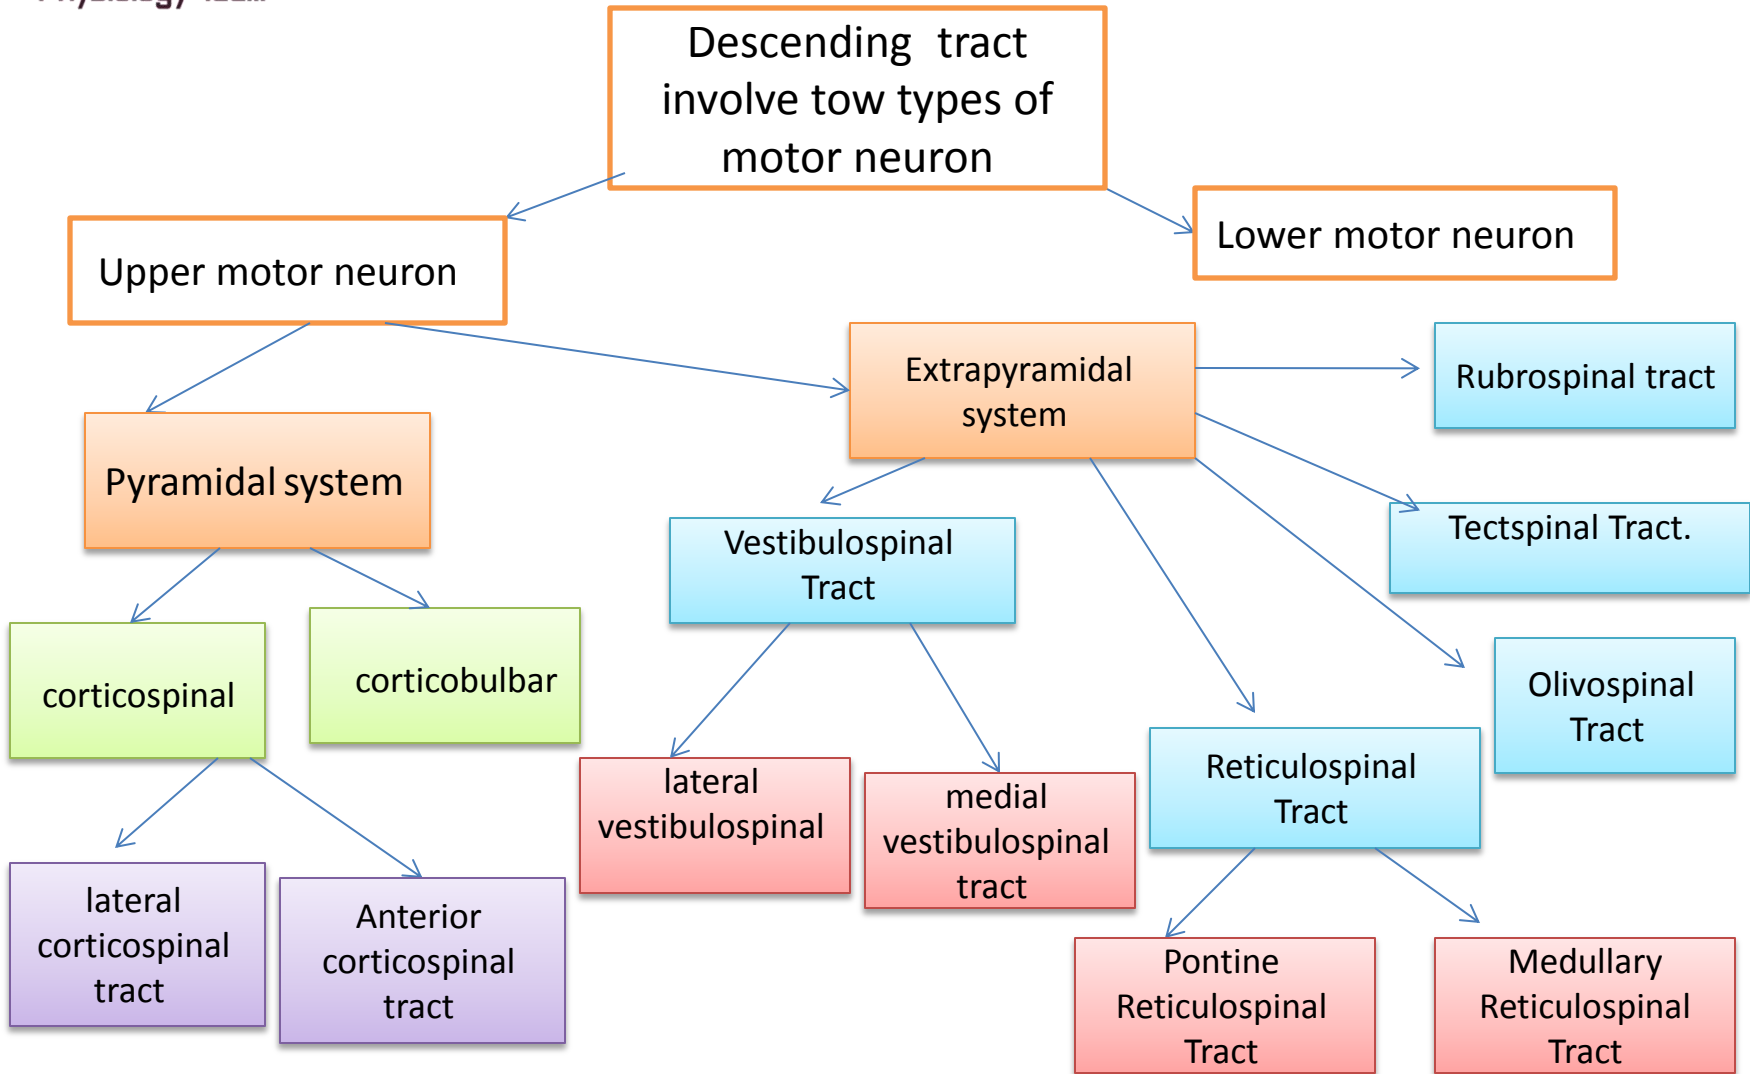 Descending tract
involve tow types of
motor neuron
Lower motor neuron
Upper motor neuron
Extrapyramidal
system
Rubrospinal tract
Pyramidal system
Tectspinal Tract.
Vestibulospinal
Tract
corticospinal
corticobulbar
Olivospinal
Tract
Reticulospinal
Tract
lateral
vestibulospinal
medial
vestibulospinal
tract
lateral
corticospinal
tract
Anterior
corticospinal
tract
Pontine
Reticulospinal
Tract
Medullary
Reticulospinal
Tract